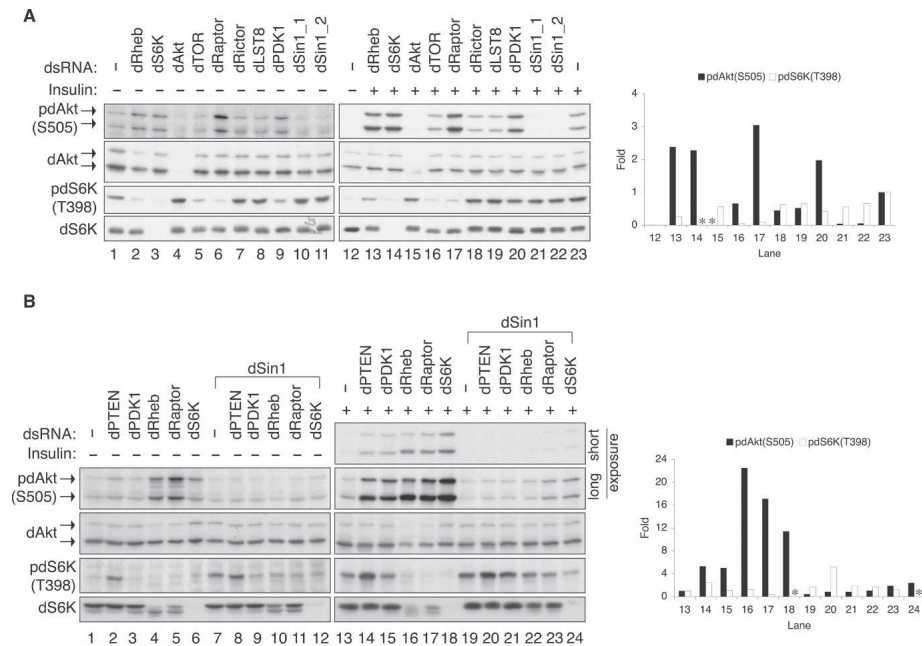 A
dsRNA: – dRheb dS6K dAkt dTOR dRaptor dRictor dLST8 dPDK1 dSin1_1 dSin1_2 – dRheb dS6K dAkt dTOR dRaptor dRictor dLST8 dPDK1 dSin1_1 dSin1_2 –
Insulin: – – – – – – – – – – – – + + + + + + + + + + +
pdAkt
(S505)
dAkt
pdS6K
(T398)
dS6K
1 2 3 4 5 6 7 8 9 10 11 12 13 14 15 16 17 18 19 20 21 22 23
pdAkt(S505) pdS6K(T398)
Fold
4
3
2
1
0
* *
12 13 14 15 16 17 18 19 20 21 22 23
Lane
B
dSin1 dSin1
dsRNA: – dPTEN dPDK1 dRheb dRaptor dS6K – dPTEN dPDK1 dRheb dRaptor dS6K – dPTEN dPDK1 dRheb dRaptor dS6K – dPTEN dPDK1 dRheb dRaptor dS6K
Insulin: – – – – – – – – – – – – + + + + + + + + + + + +
short
long
exposure
pdAkt
(S505)
dAkt
pdS6K
(T398)
dS6K
1 2 3 4 5 6 7 8 9 10 11 12 13 14 15 16 17 18 19 20 21 22 23 24
pdAkt(S505) pdS6K(T398)
Fold
24
20
16
12
8
4
0
* *
13 14 15 16 17 18 19 20 21 22 23 24
Lane